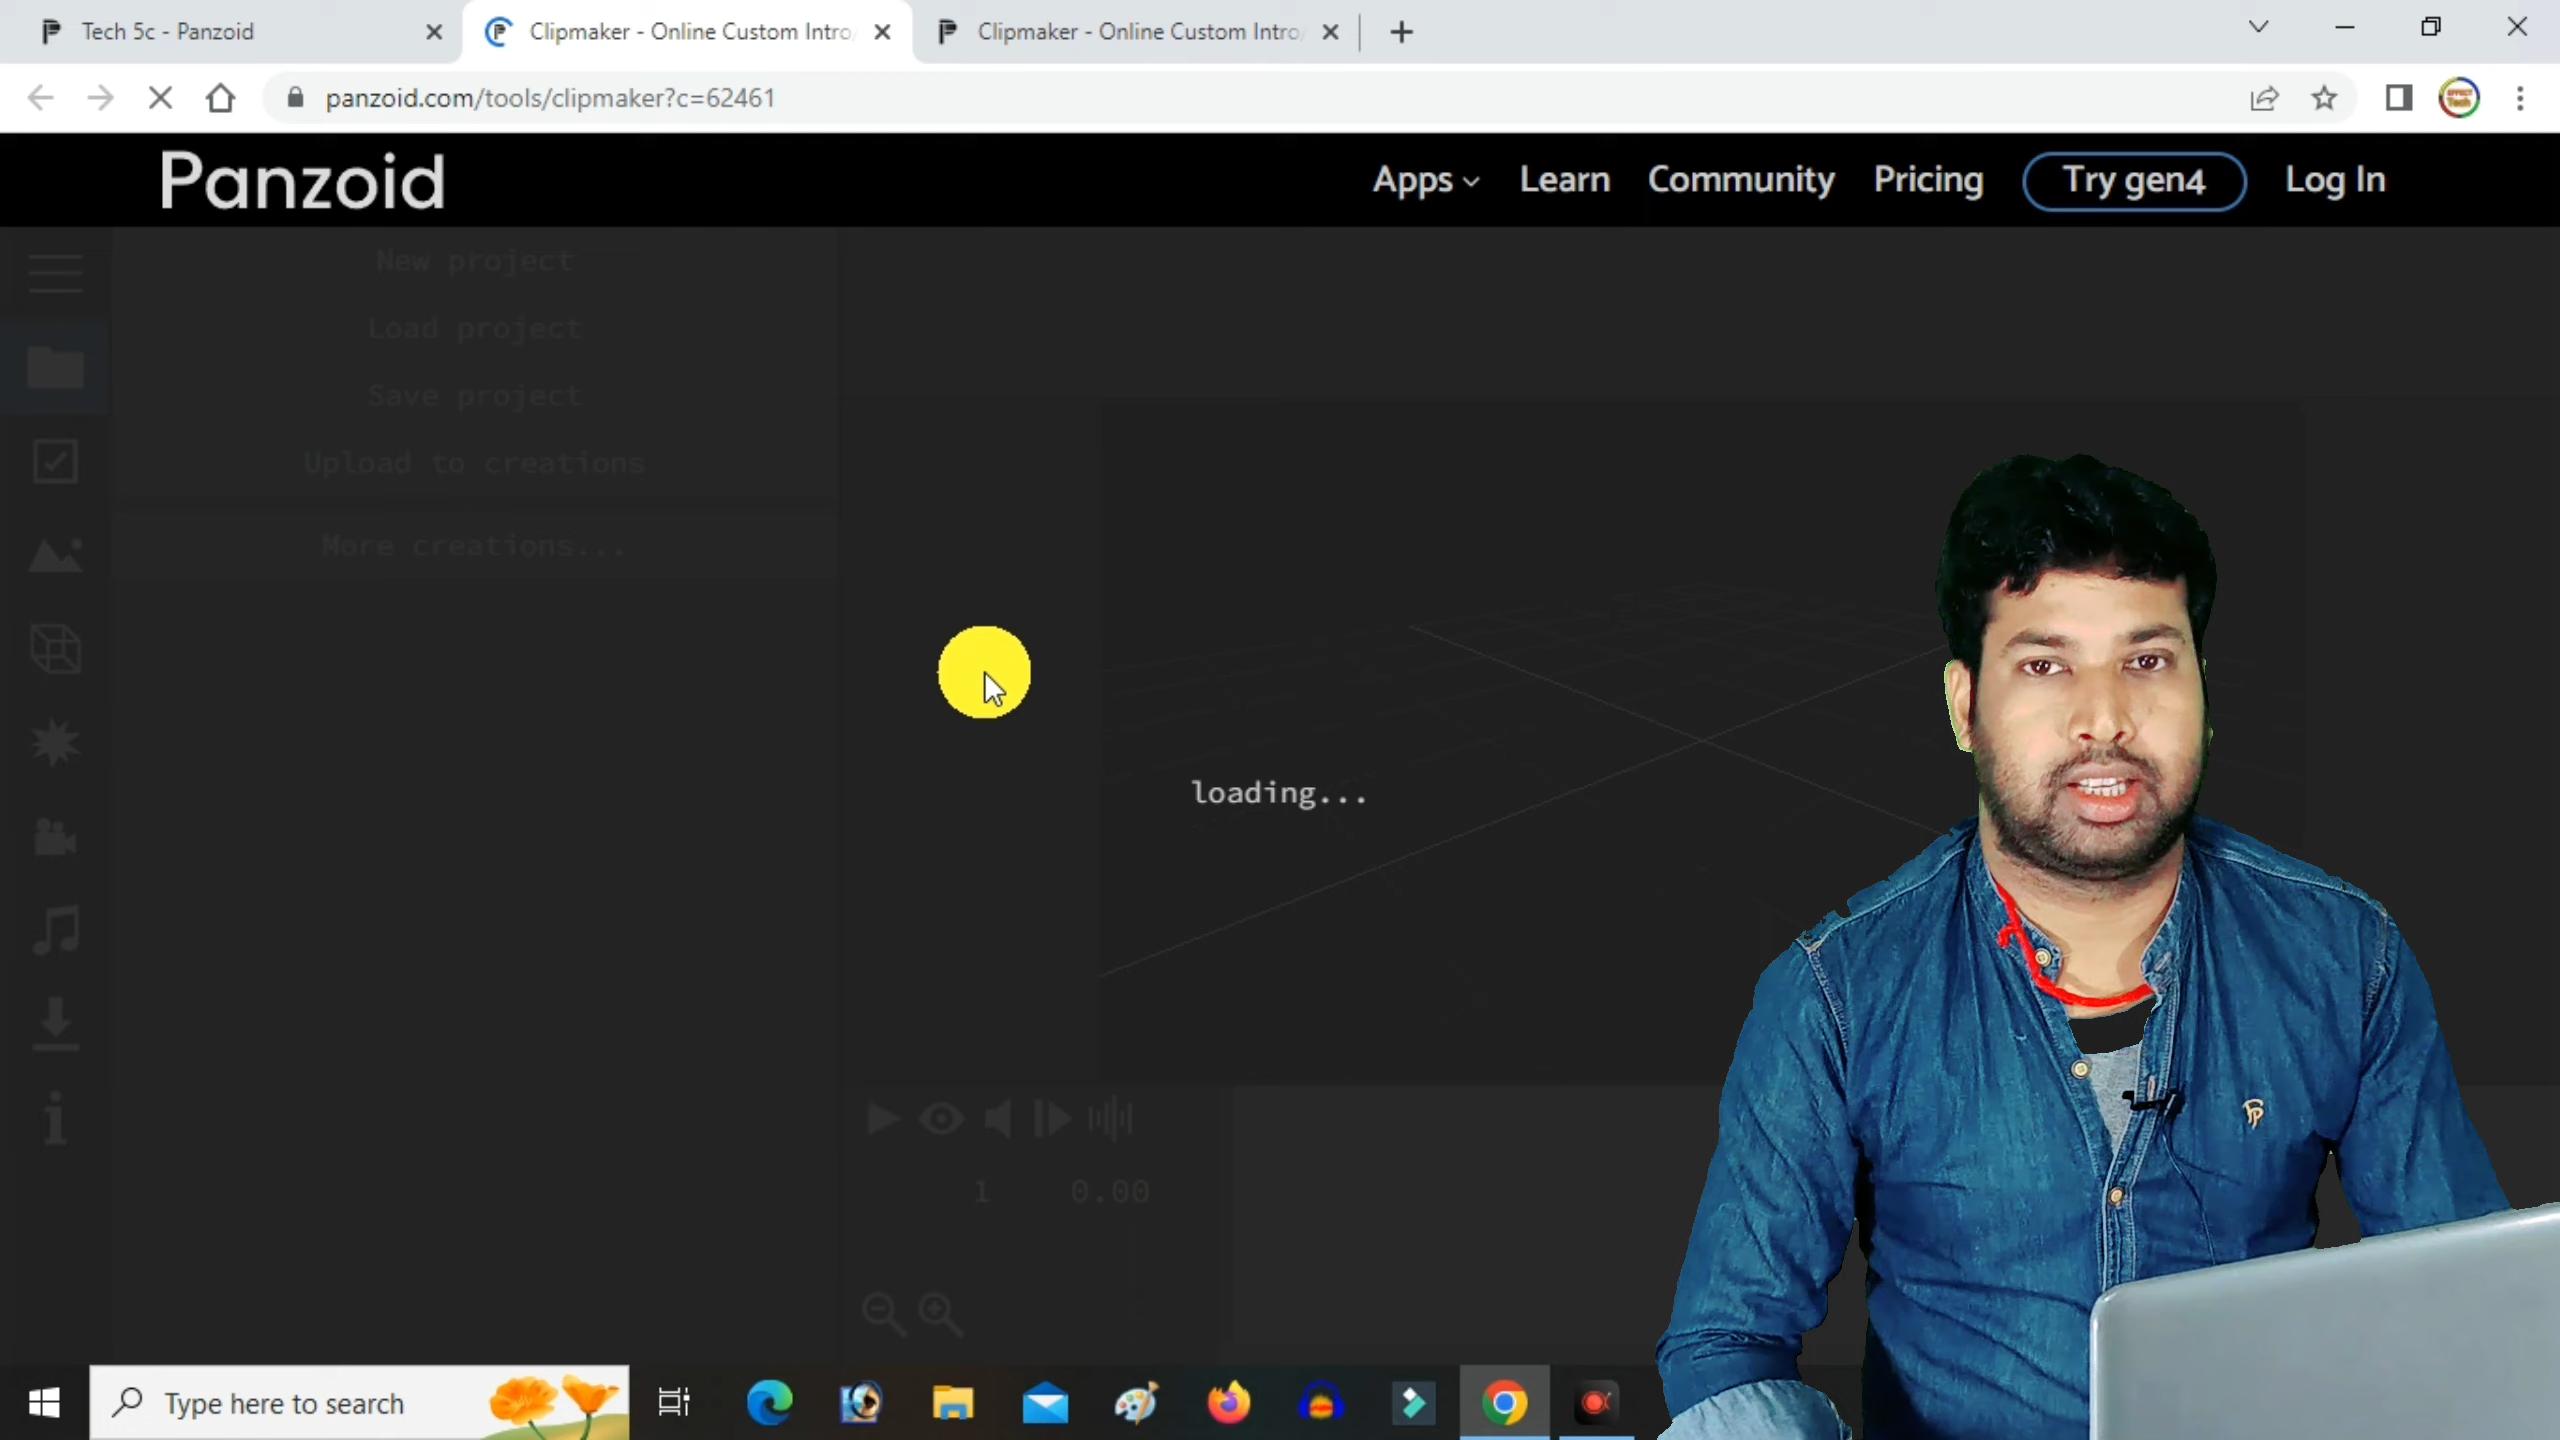 Tech 5c - Panzoid
Clipmaker - Online Custom Intro
Clipmaker - Online Custom Intro
panzoid.com/tools/clipmaker?c=62461
Panzoid
Apps
Learn
Community
Pricing
Try gen4
Log In
New project
Load project
Save project
Upload to creations
More creations...
loading...
1
0.00
Type here to search